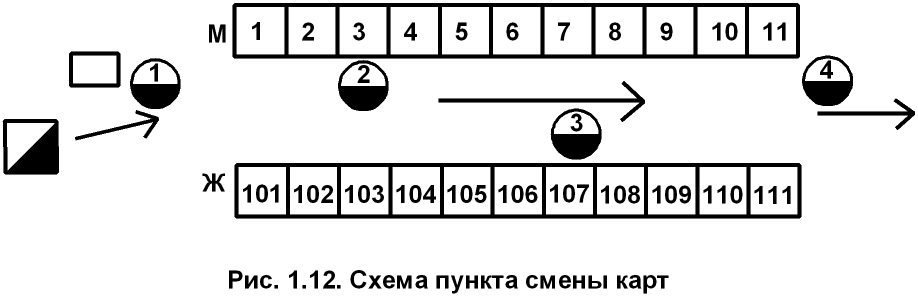 М 1 2 3 4 5 6 7 8 9 10 11
1 2 3 4
Ж 101 102 103 104 105 106 107 108 109 110 111
Рис. 1.12. Схема пункта смены карт